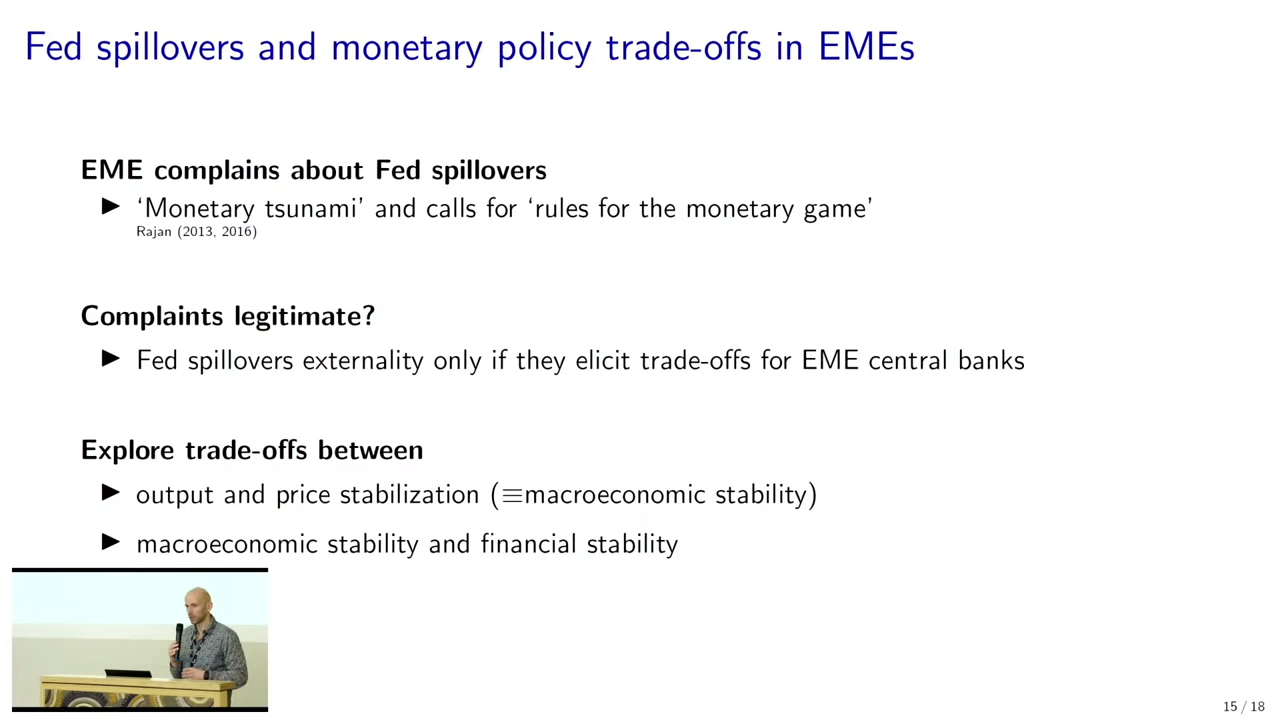 Fed spillovers and monetary policy trade-offs in EMEs
EME complains about Fed spillovers
▶ ‘Monetary tsunami’ and calls for ‘rules for the monetary game’
Rajan (2013, 2016)
Complaints legitimate?
▶ Fed spillovers externality only if they elicit trade-offs for EME central banks
Explore trade-offs between
▶ output and price stabilization (≡macroeconomic stability)
▶ macroeconomic stability and financial stability
15 / 18